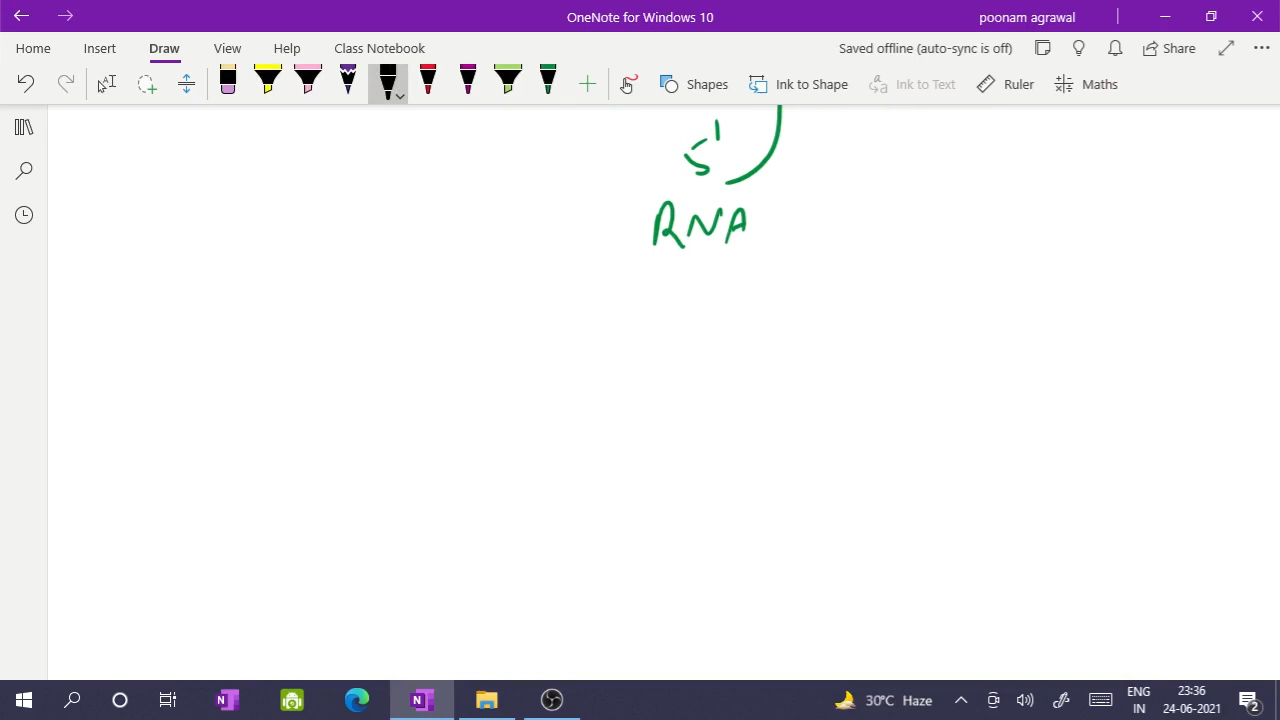 OneNote for Windows 10
poonam agrawal
Home Insert Draw View Help Class Notebook
Saved offline (auto-sync is off)
Share
Shapes Ink to Shape Ink to Text Ruler Maths
5'
RNA
30°C Haze
ENG
IN
23:36
24-06-2021
2